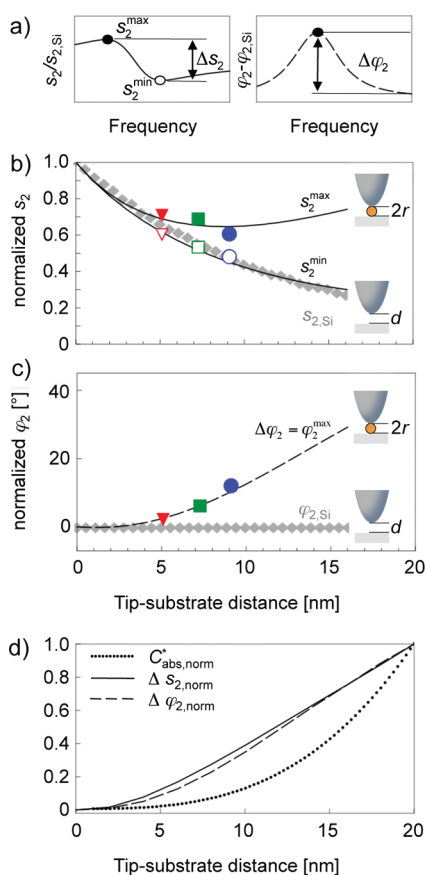 a)
s₂/s₂,Si
s₂ᵐᵃˣ
s₂ᵐⁱⁿ
Δs₂
Frequency
φ₂-φ₂,Si
Δφ₂
Frequency
b)
normalized s₂
1.0
0.8
0.6
0.4
0.2
0
s₂ᵐᵃˣ
s₂ᵐⁱⁿ
s₂,Si
2r
d
c)
normalized φ₂ [°]
40
20
0
Δφ₂ = φ₂ᵐᵃˣ
φ₂,Si
2r
d
0 5 10 15 20
Tip-substrate distance [nm]
d)
1.0
0.8
0.6
0.4
0.2
0
C*abs,norm
Δ s₂,norm
Δ φ₂,norm
0 5 10 15 20
Tip-substrate distance [nm]